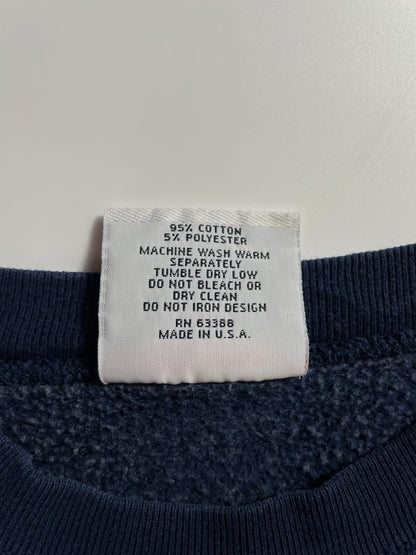 95% COTTON
5% POLYESTER
MACHINE WASH WARM
SEPARATELY
TUMBLE DRY LOW
DO NOT BLEACH OR
DRY CLEAN
DO NOT IRON DESIGN
RN 63388
MADE IN U.S.A.